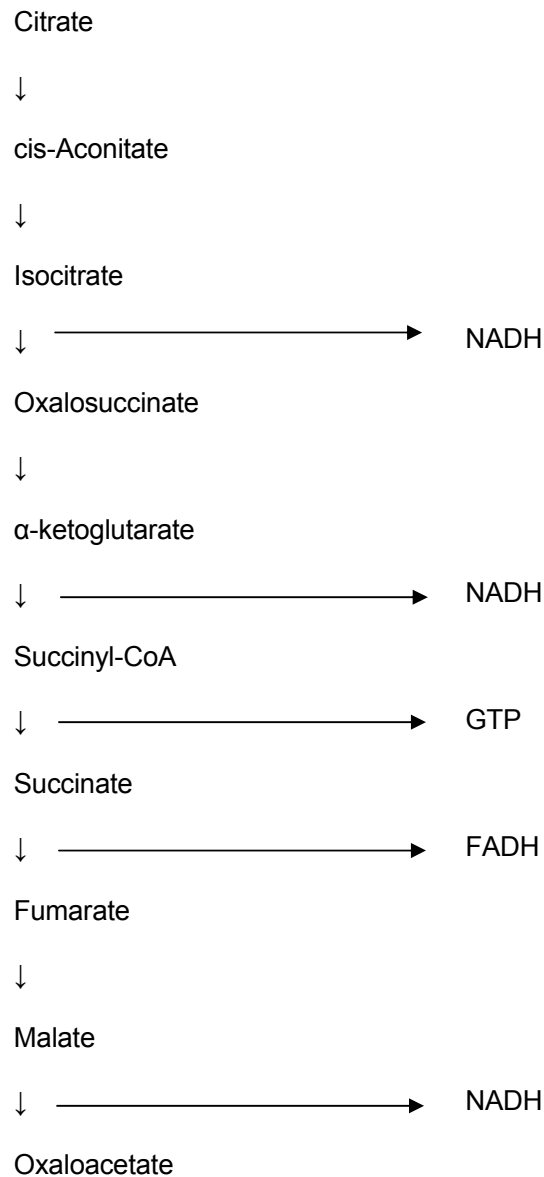 Citrate
↓
cis-Aconitate
↓
Isocitrate
↓ NADH
Oxalosuccinate
↓
α-ketoglutarate
↓ NADH
Succinyl-CoA
↓ GTP
Succinate
↓ FADH
Fumarate
↓
Malate
↓ NADH
Oxaloacetate